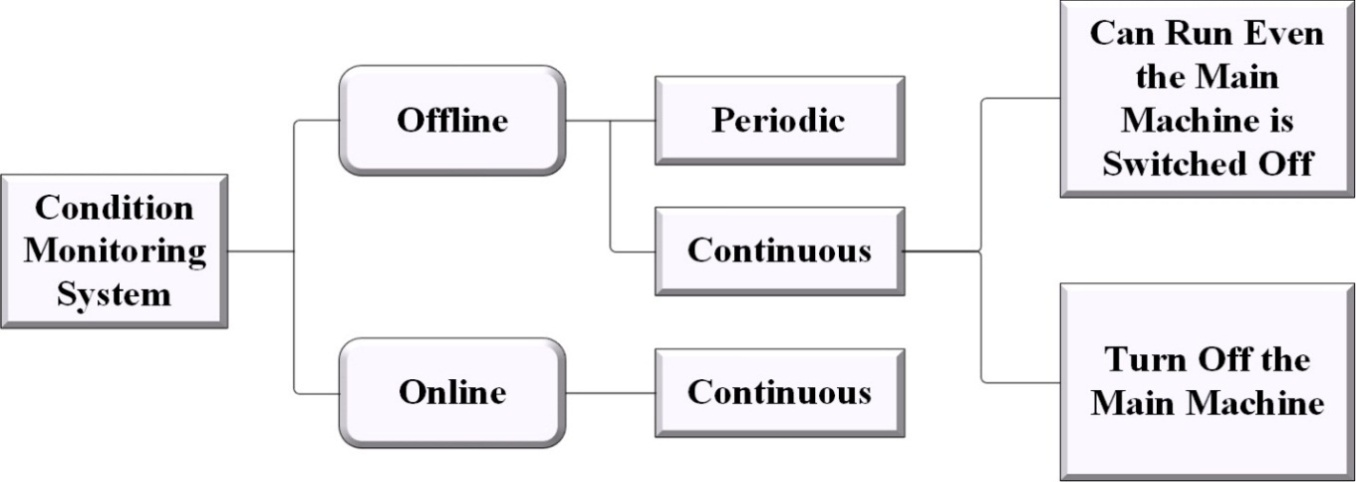 Condition
Monitoring
System
Offline
Online
Periodic
Continuous
Continuous
Can Run Even
the Main
Machine is
Switched Off
Turn Off the
Main Machine